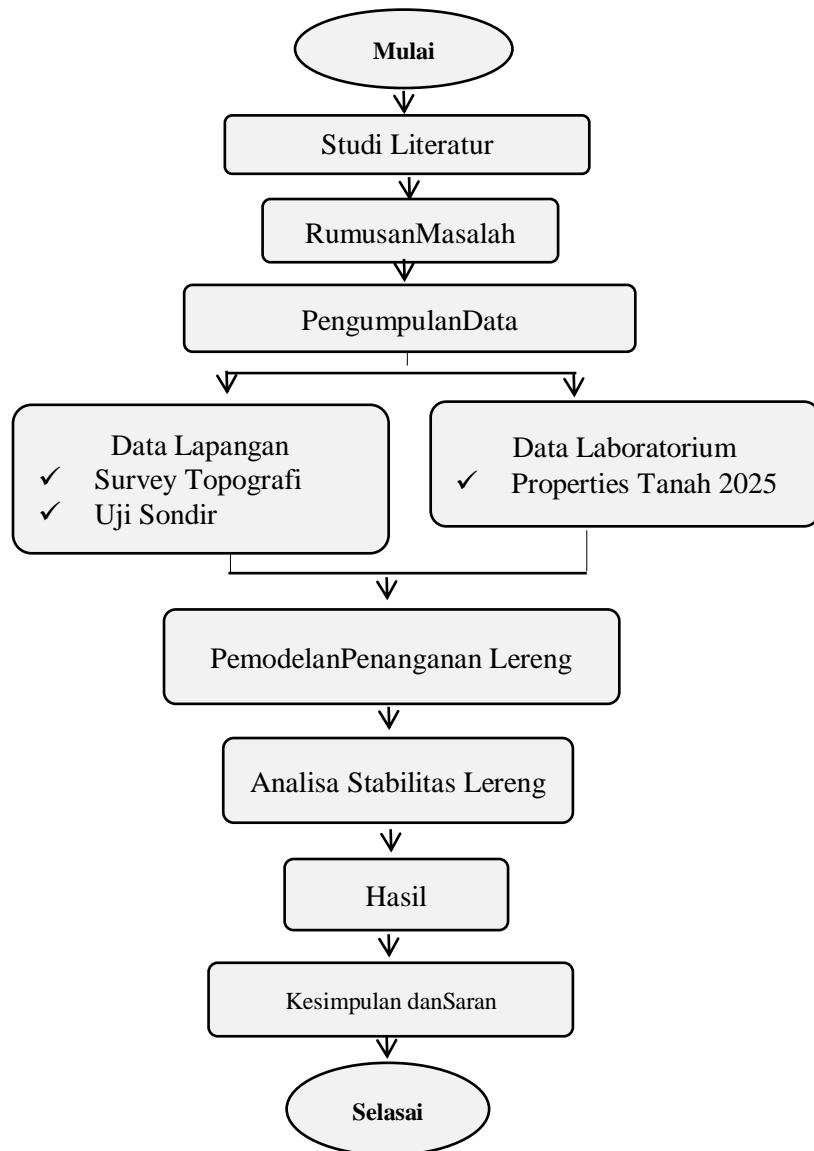 Mulai
Studi Literatur
RumusanMasalah
PengumpulanData
Data Lapangan
✓ Survey Topografi
✓ Uji Sondir
Data Laboratorium
✓ Properties Tanah 2025
PemodelanPenanganan Lereng
Analisa Stabilitas Lereng
Hasil
Kesimpulan danSaran
Selasai